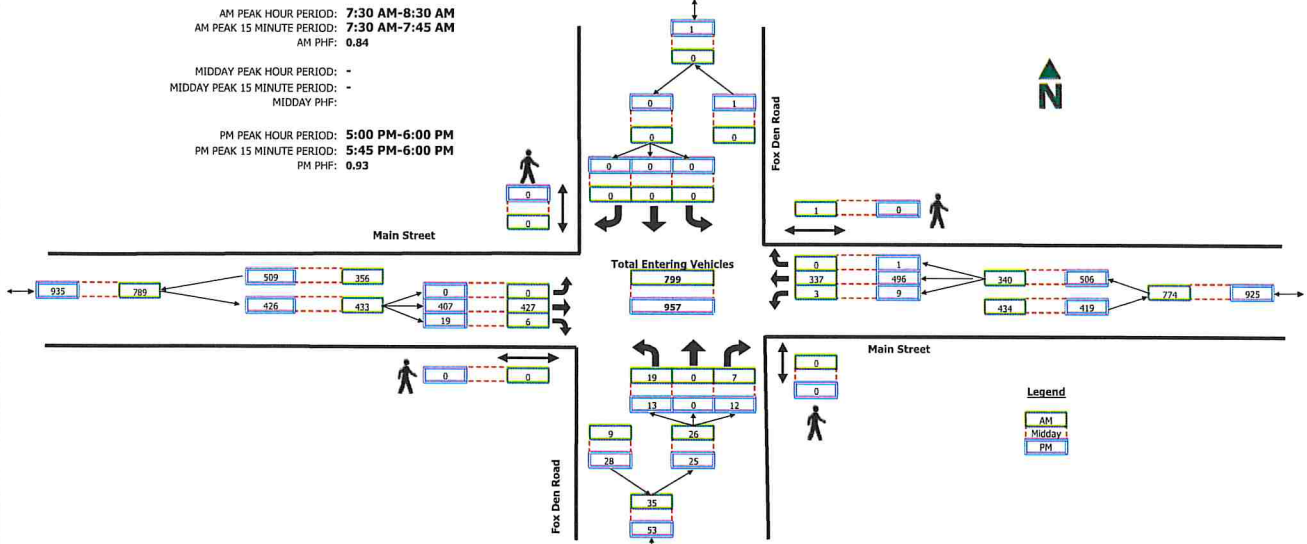 AM PEAK HOUR PERIOD: 7:30 AM-8:30 AM
AM PEAK 15 MINUTE PERIOD: 7:30 AM-7:45 AM
AM PHF: 0.84
MIDDAY PEAK HOUR PERIOD: -
MIDDAY PEAK 15 MINUTE PERIOD: -
MIDDAY PHF:
PM PEAK HOUR PERIOD: 5:00 PM-6:00 PM
PM PEAK 15 MINUTE PERIOD: 5:45 PM-6:00 PM
PM PHF: 0.93
1
0
0 1
0 0
0 0 0
0 0 0
Fox Den Road
N
0
0
1 0
Main Street
Total Entering Vehicles
799
957
935 789
509 356
426 433
0 0
407 427
19 6
0 1
337 496
3 9
340 506
434 419
774 925
Main Street
0 0
0
0
19 0 7
13 0 12
9 26
28 25
35
53
Fox Den Road
Legend
AM
Midday
PM